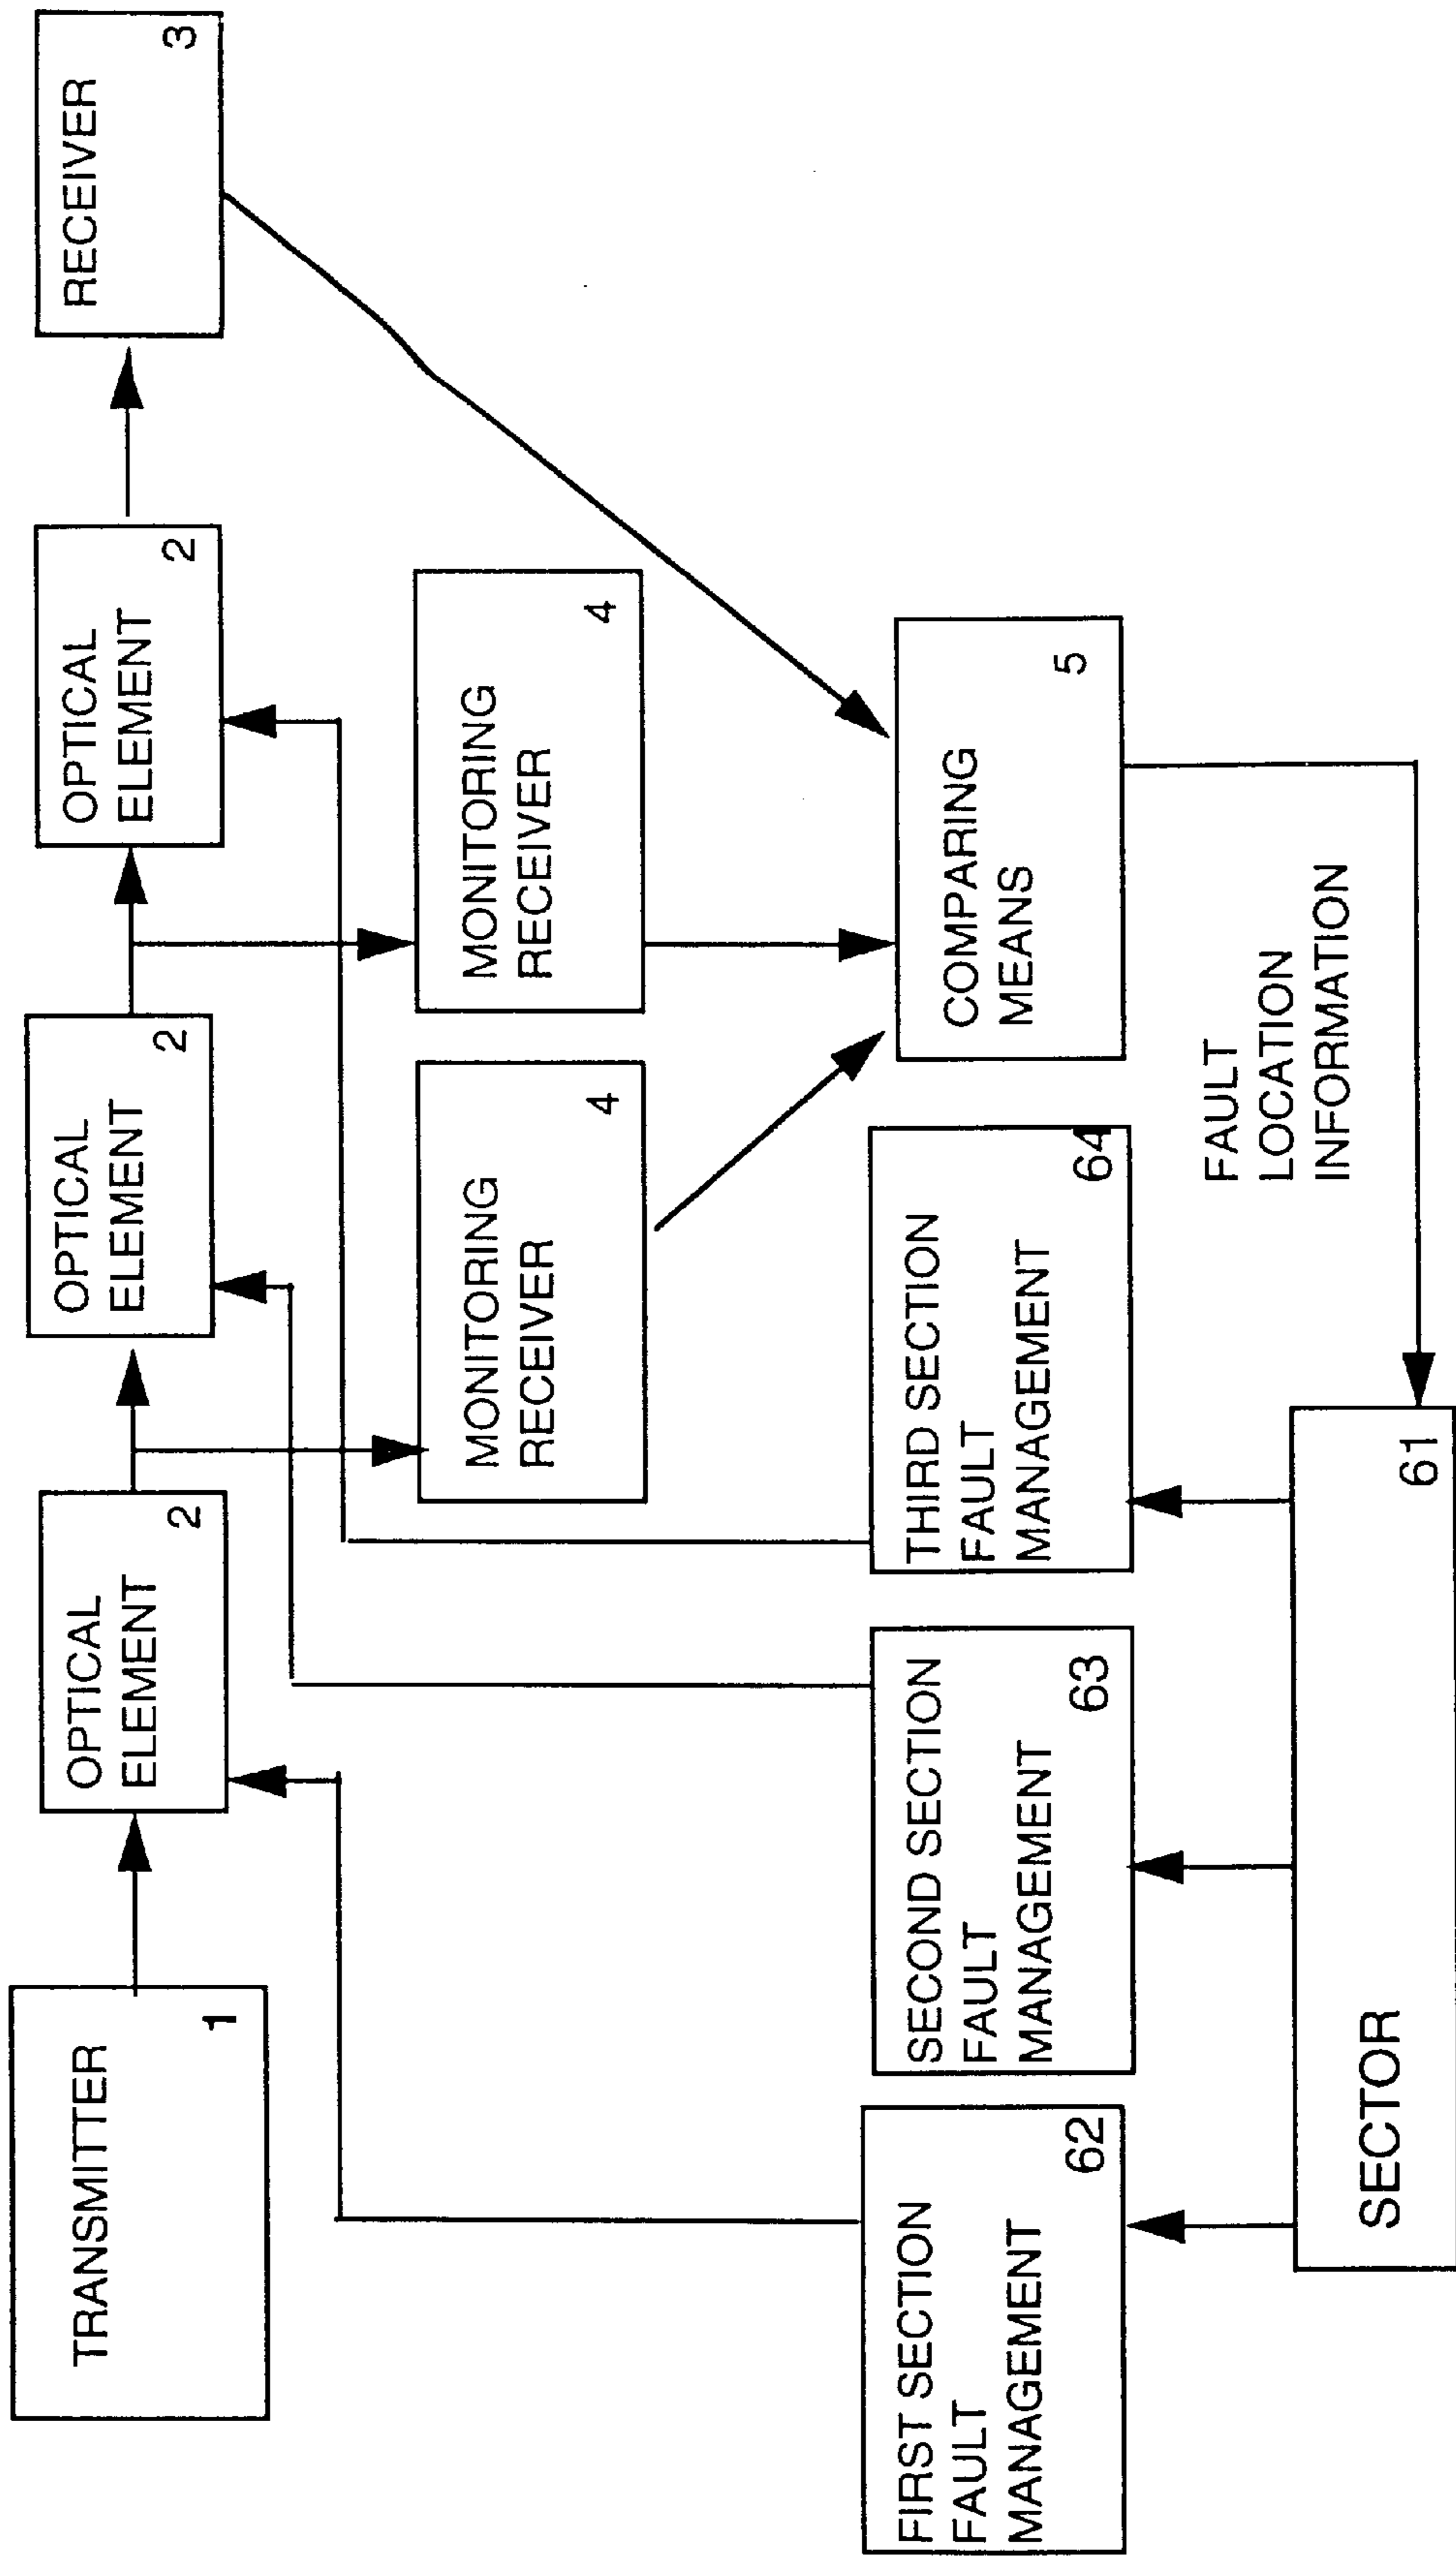 TRANSMITTER
1
OPTICAL
ELEMENT
2
OPTICAL
ELEMENT
2
OPTICAL
ELEMENT
2
RECEIVER
3
MONITORING
RECEIVER
4
MONITORING
RECEIVER
4
FIRST SECTION
FAULT
MANAGEMENT
62
SECOND SECTION
FAULT
MANAGEMENT
63
THIRD SECTION
FAULT
MANAGEMENT
64
COMPARING
MEANS
5
FAULT
LOCATION
INFORMATION
SECTOR
61